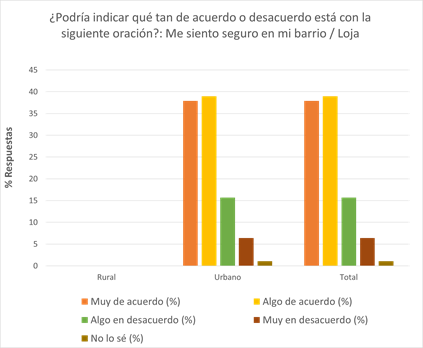 ¿Podría indicar qué tan de acuerdo o desacuerdo está con la
siguiente oración?: Me siento seguro en mi barrio / Loja
% Respuestas
45
40
35
30
25
20
15
10
5
0
Rural Urbano Total
Muy de acuerdo (%) Algo de acuerdo (%)
Algo en desacuerdo (%) Muy en desacuerdo (%)
No lo sé (%)